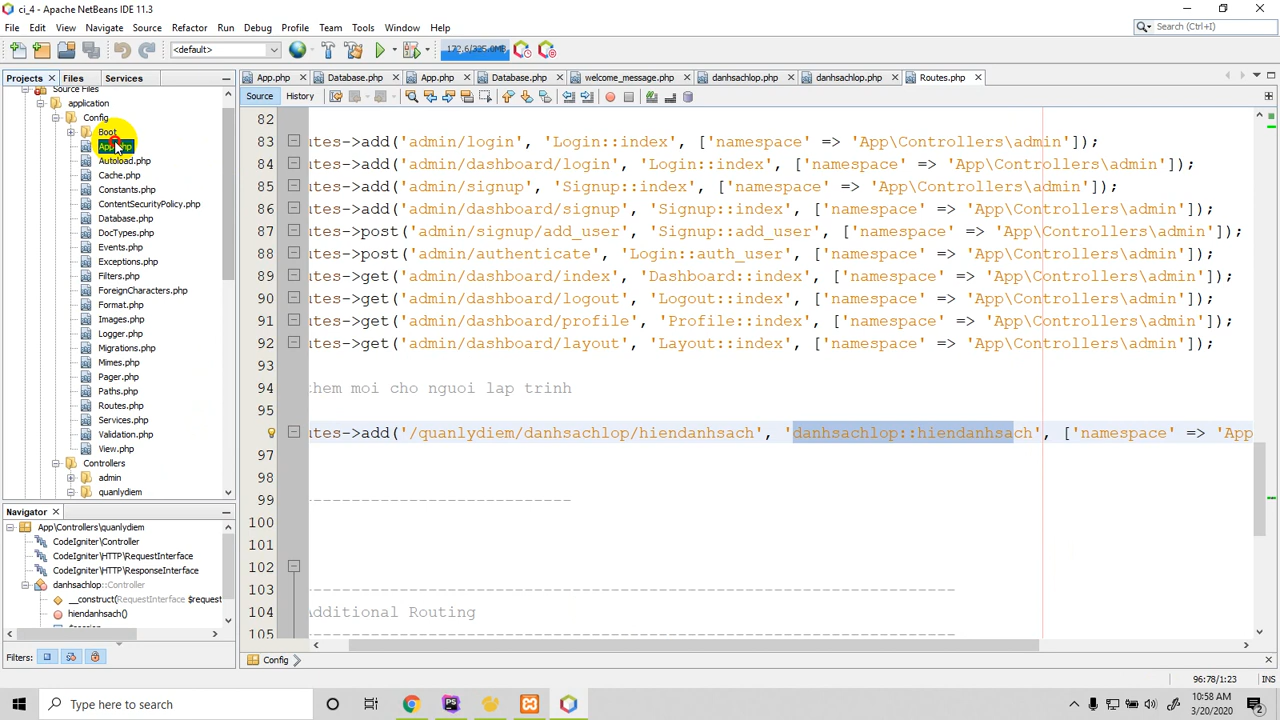 ci_4 - Apache NetBeans IDE 11.3
File Edit View Navigate Source Refactor Run Debug Profile Team Tools Window Help
Search (Ctrl+I)
<default>
172,6/325,0MB
Projects Files Services
App.php Database.php App.php Database.php welcome_message.php danhsachlop.php danhsachlop.php Routes.php
Source History
Source Files
application
Config
Boot
App.php
Autoload.php
Cache.php
Constants.php
ContentSecurityPolicy.php
Database.php
DocTypes.php
Events.php
Exceptions.php
Filters.php
ForeignCharacters.php
Format.php
Images.php
Logger.php
Migrations.php
Mimes.php
Pager.php
Paths.php
Routes.php
Services.php
Validation.php
View.php
Controllers
admin
quanlydiem
82
83 utes->add('admin/login', 'Login::index', ['namespace' => 'App\Controllers\admin']);
84 utes->add('admin/dashboard/login', 'Login::index', ['namespace' => 'App\Controllers\admin']);
85 utes->add('admin/signup', 'Signup::index', ['namespace' => 'App\Controllers\admin']);
86 utes->add('admin/dashboard/signup', 'Signup::index', ['namespace' => 'App\Controllers\admin']);
87 utes->post('admin/signup/add_user', 'Signup::add_user', ['namespace' => 'App\Controllers\admin']);
88 utes->post('admin/authenticate', 'Login::auth_user', ['namespace' => 'App\Controllers\admin']);
89 utes->get('admin/dashboard/index', 'Dashboard::index', ['namespace' => 'App\Controllers\admin']);
90 utes->get('admin/dashboard/logout', 'Logout::index', ['namespace' => 'App\Controllers\admin']);
91 utes->get('admin/dashboard/profile', 'Profile::index', ['namespace' => 'App\Controllers\admin']);
92 utes->get('admin/dashboard/layout', 'Layout::index', ['namespace' => 'App\Controllers\admin']);
93
94 them moi cho nguoi lap trinh
95
utes->add('/quanlydiem/danhsachlop/hiendanhsach', 'danhsachlop::hiendanhsach', ['namespace' => 'App
97
98
99 --------------------------
100
101
102
103 ----------------------------------------------------------
104 Additional Routing
105 ----------------------------------------------------------
Navigator
App\Controllers\quanlydiem
CodeIgniter\Controller
CodeIgniter\HTTP\RequestInterface
CodeIgniter\HTTP\ResponseInterface
danhsachlop::Controller
__construct(RequestInterface $request
hiendanhsach()
Filters:
Config
96:78/1:23 INS
Type here to search
10:58 AM
3/20/2020
2